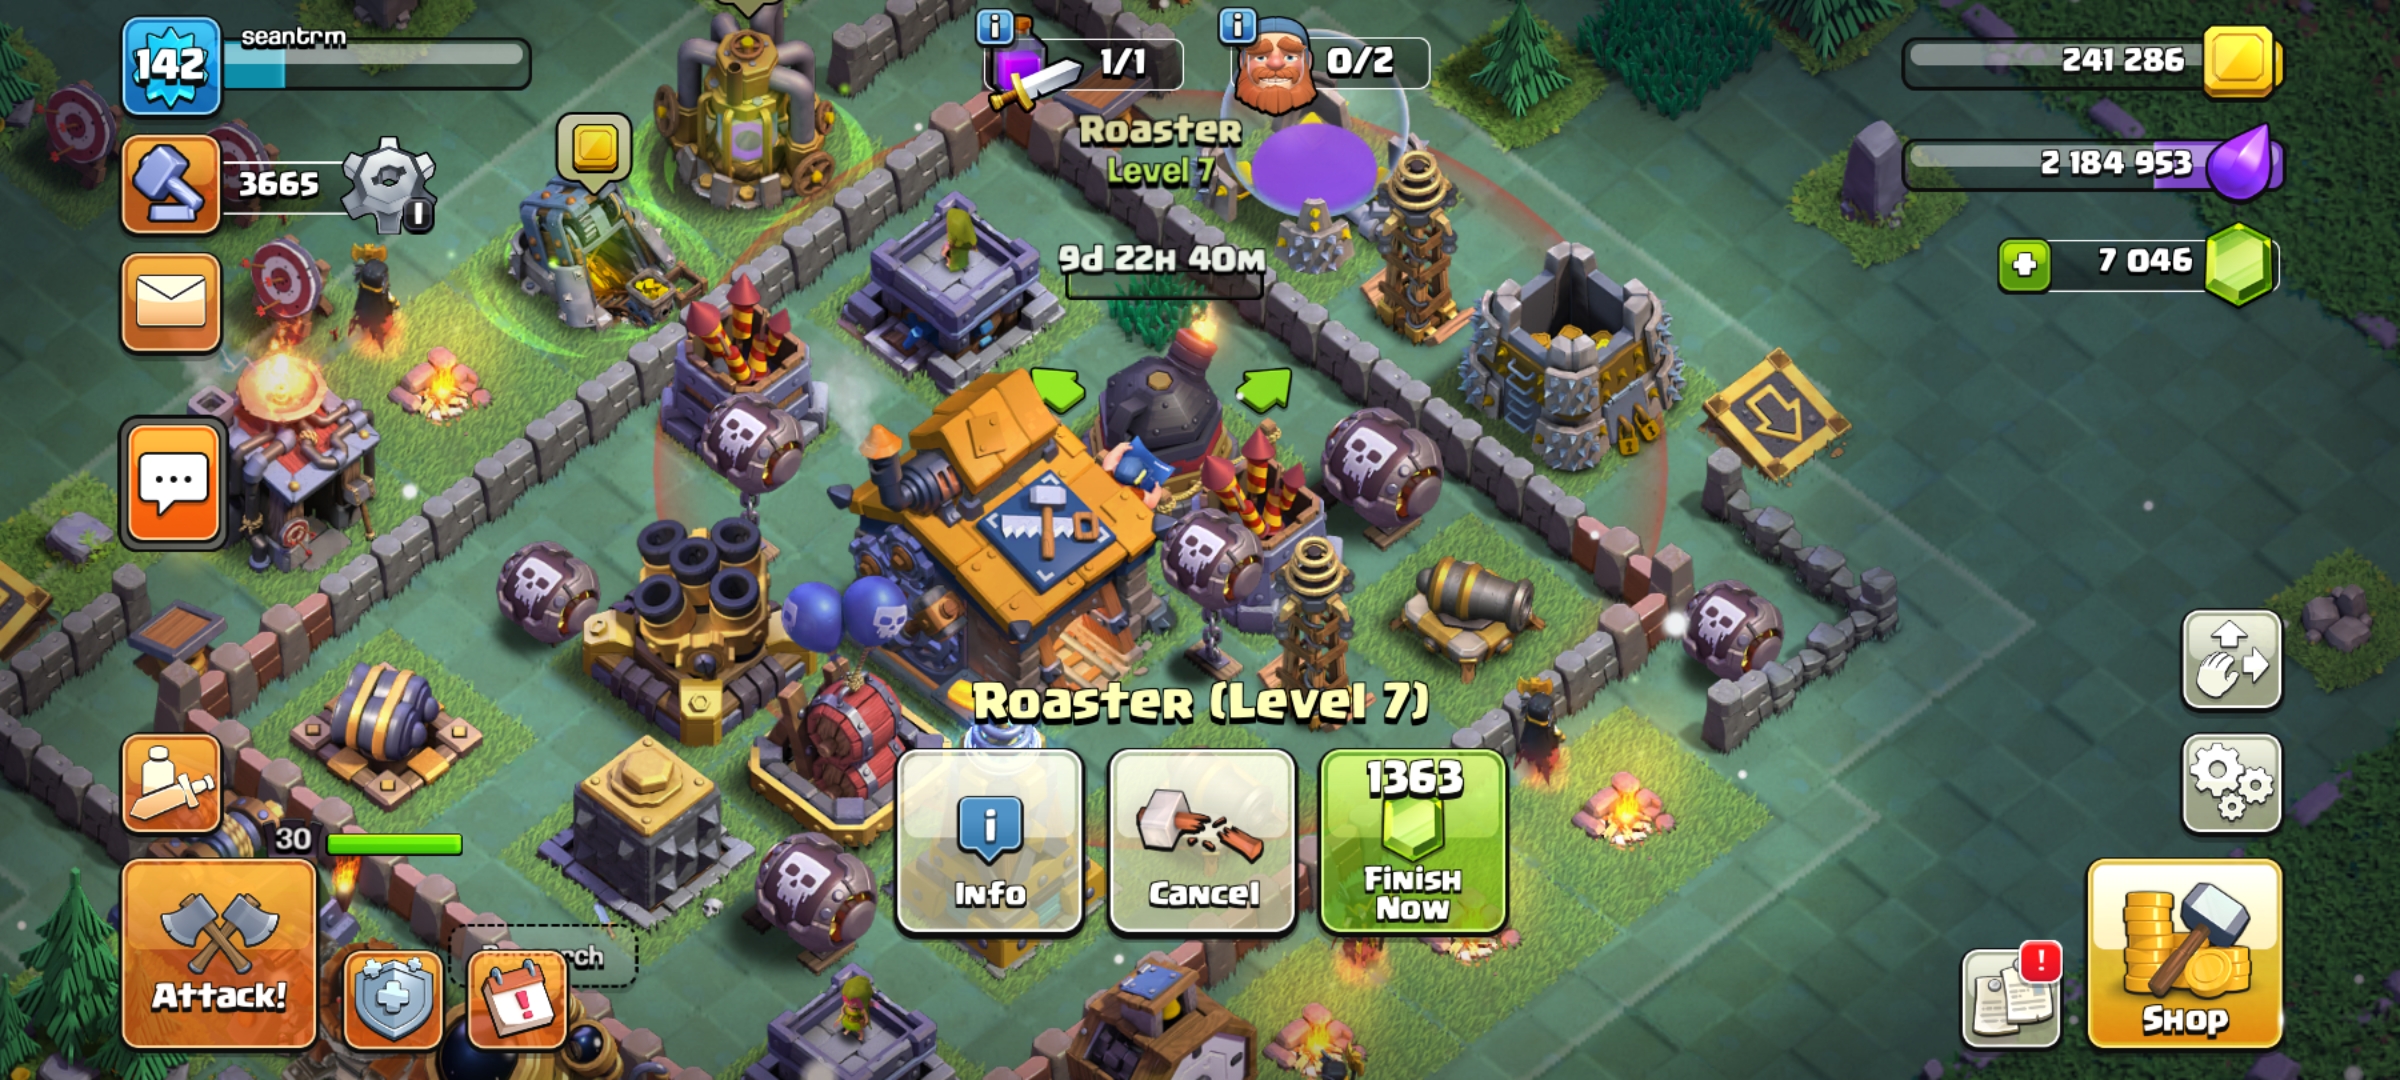 142
seantrm
1/1
0/2
241 286
3665
Roaster
Level 7
2 184 953
9d 22h 40m
7 046
Roaster (Level 7)
1363
Info
Cancel
Finish
Now
30
Attack!
!
Shop